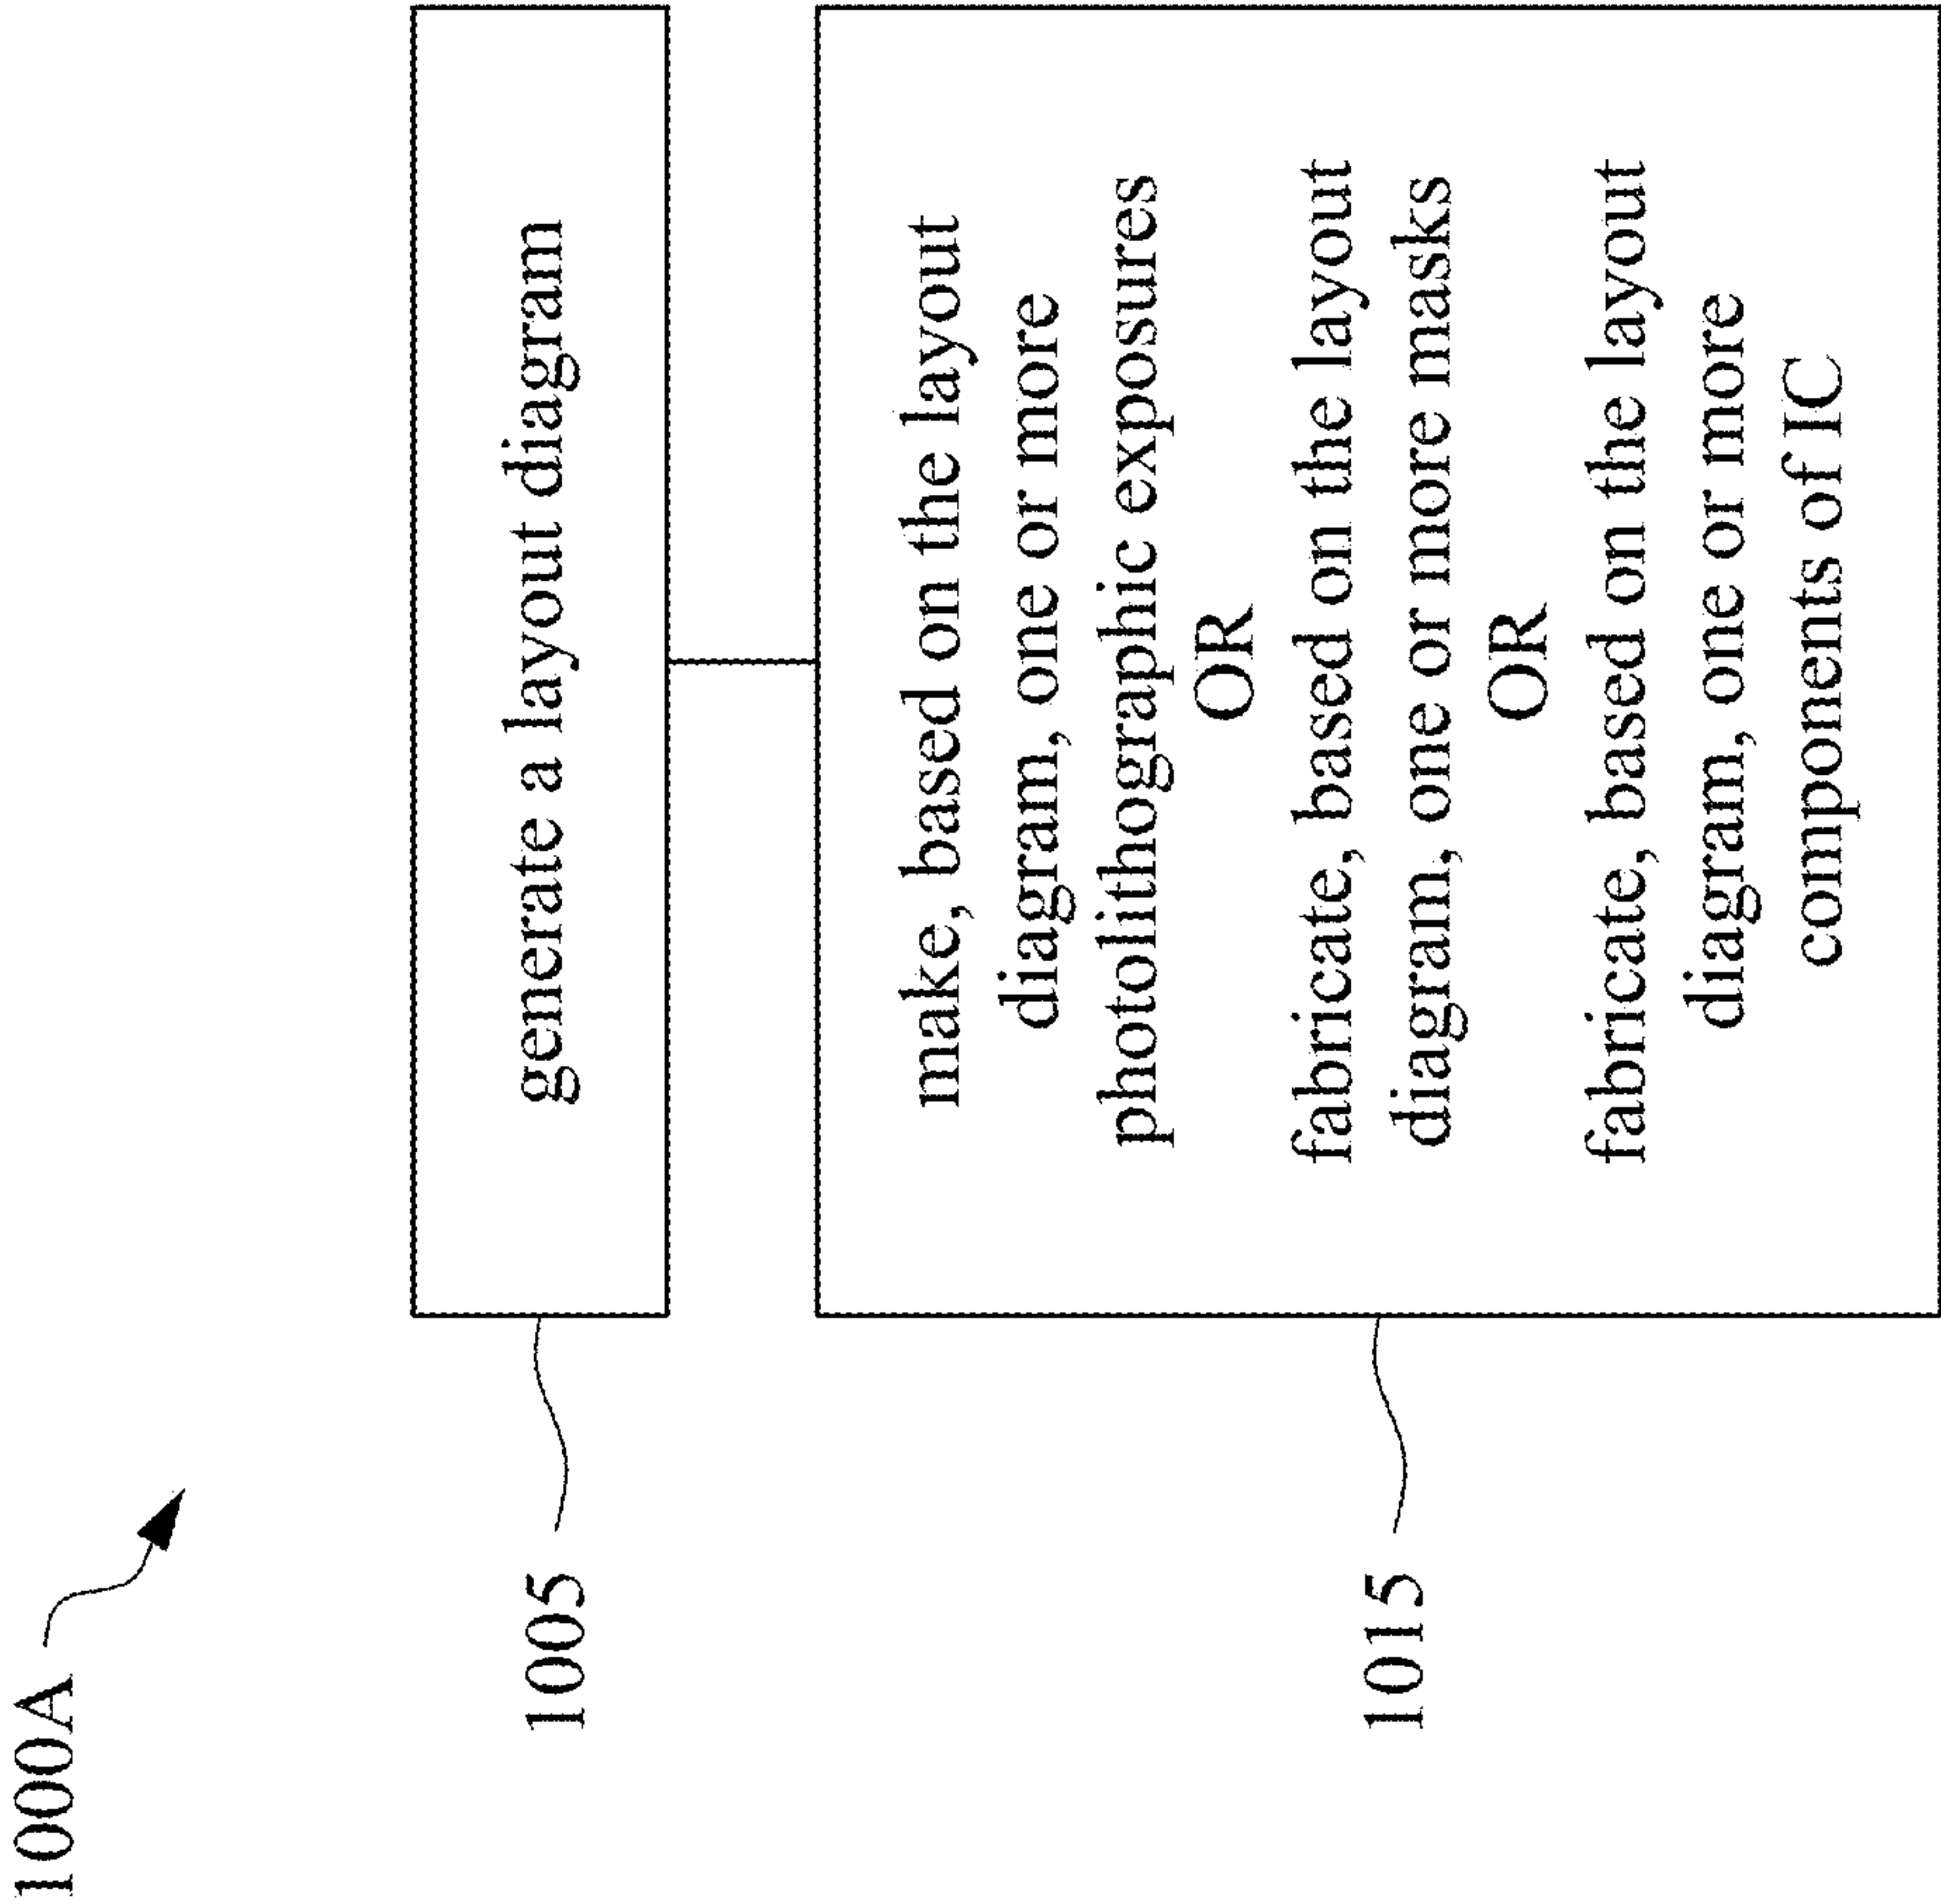 1000A
1005
generate a layout diagram
1015
make, based on the layout
diagram, one or more
photolithographic exposures
OR
fabricate, based on the layout
diagram, one or more masks
OR
fabricate, based on the layout
diagram, one or more
components of IC